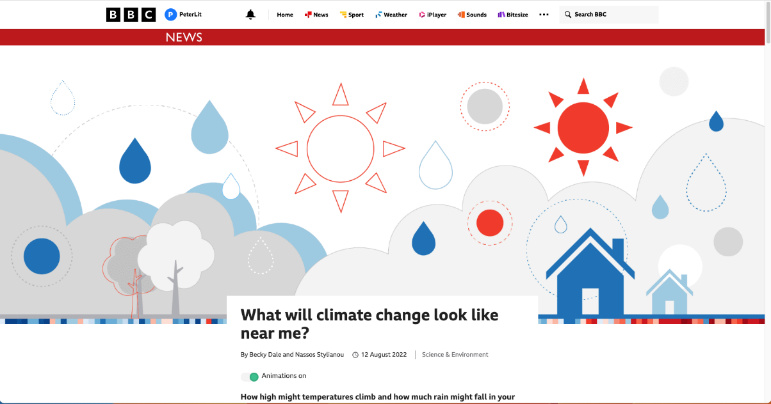 BBC P PeterLit Home News Sport Weather iPlayer Sounds Bitesize Search BBC
NEWS
What will climate change look like
near me?
By Becky Dale and Nassos Stylianou 12 August 2022 Science & Environment
Animations on
How high might temperatures climb and how much rain might fall in your